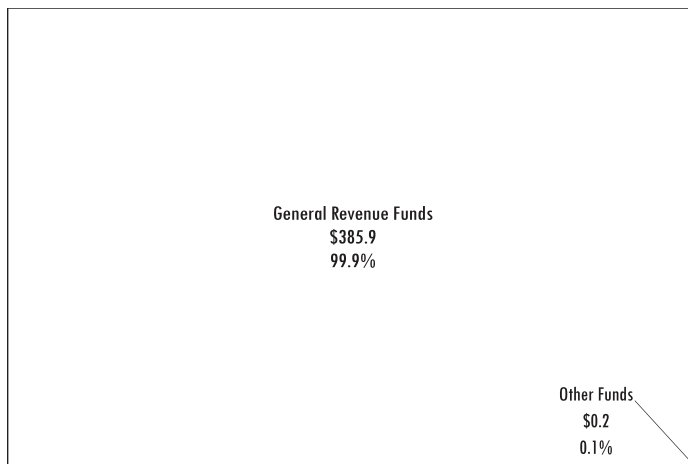 General Revenue Funds
$385.9
99.9%
Other Funds
$0.2
0.1%